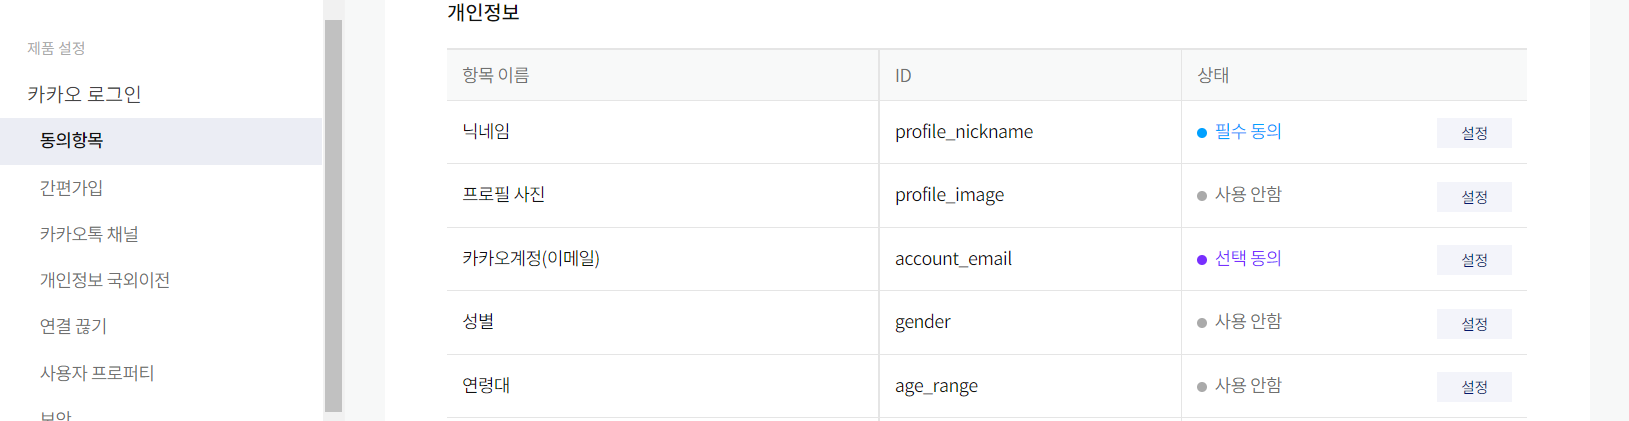 제품 설정
카카오 로그인
동의항목
간편가입
카카오톡 채널
개인정보 국외이전
연결 끊기
사용자 프로퍼티
보안
개인정보
항목 이름 ID 상태
닉네임 profile_nickname 필수 동의 설정
프로필 사진 profile_image 사용 안함 설정
카카오계정(이메일) account_email 선택 동의 설정
성별 gender 사용 안함 설정
연령대 age_range 사용 안함 설정